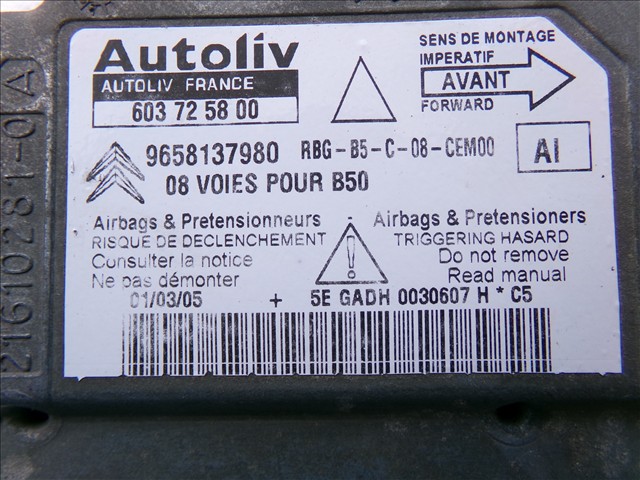 Autoliv
AUTOLIV FRANCE
603 72 58 00
SENS DE MONTAGE
IMPERATIF
AVANT
FORWARD
9658137980 RBG-B5-C-08-CEM00 AI
08 VOIES POUR B50
Airbags & Pretensionneurs
RISQUE DE DECLENCHEMENT
Consulter la notice
Ne pas démonter
Airbags & Pretensioners
TRIGGERING HASARD
Do not remove
Read manual
01/03/05 + 5E GADH 0030607 H * C5
21610281-0 A